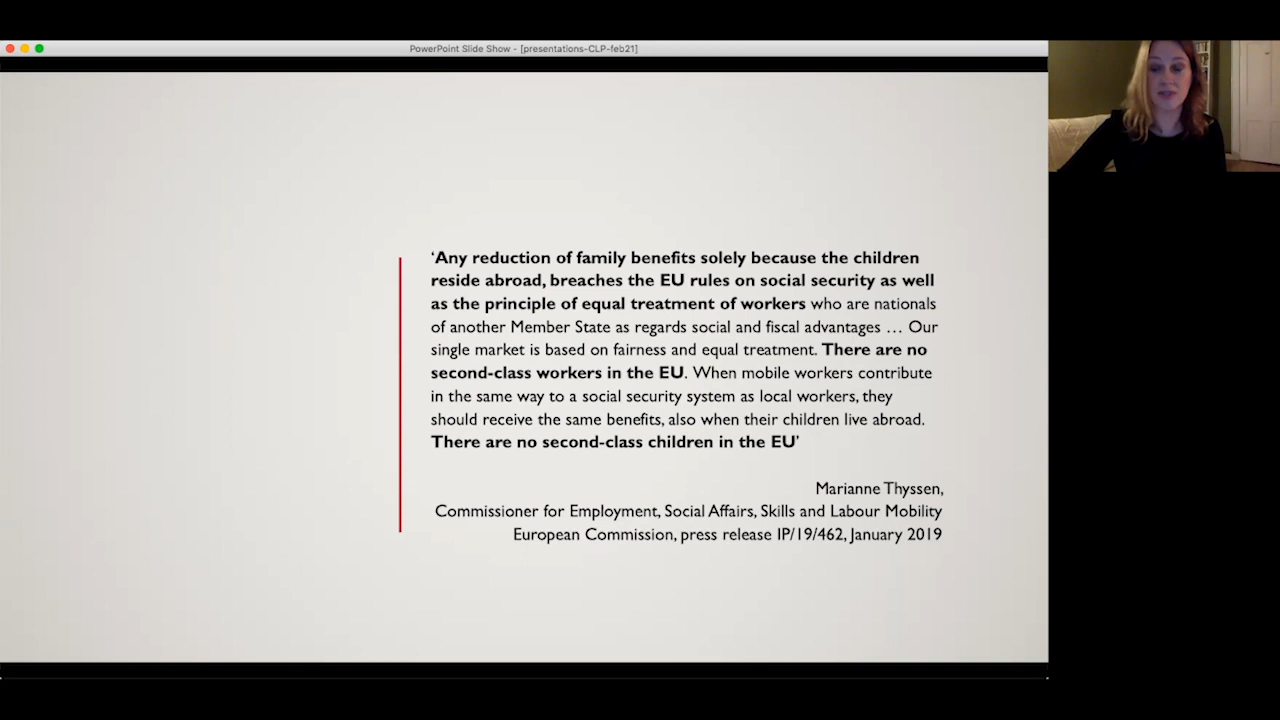 PowerPoint Slide Show - [presentations-CLP-feb21]
‘Any reduction of family benefits solely because the children
reside abroad, breaches the EU rules on social security as well
as the principle of equal treatment of workers who are nationals
of another Member State as regards social and fiscal advantages … Our
single market is based on fairness and equal treatment. There are no
second-class workers in the EU. When mobile workers contribute
in the same way to a social security system as local workers, they
should receive the same benefits, also when their children live abroad.
There are no second-class children in the EU’
Marianne Thyssen,
Commissioner for Employment, Social Affairs, Skills and Labour Mobility
European Commission, press release IP/19/462, January 2019